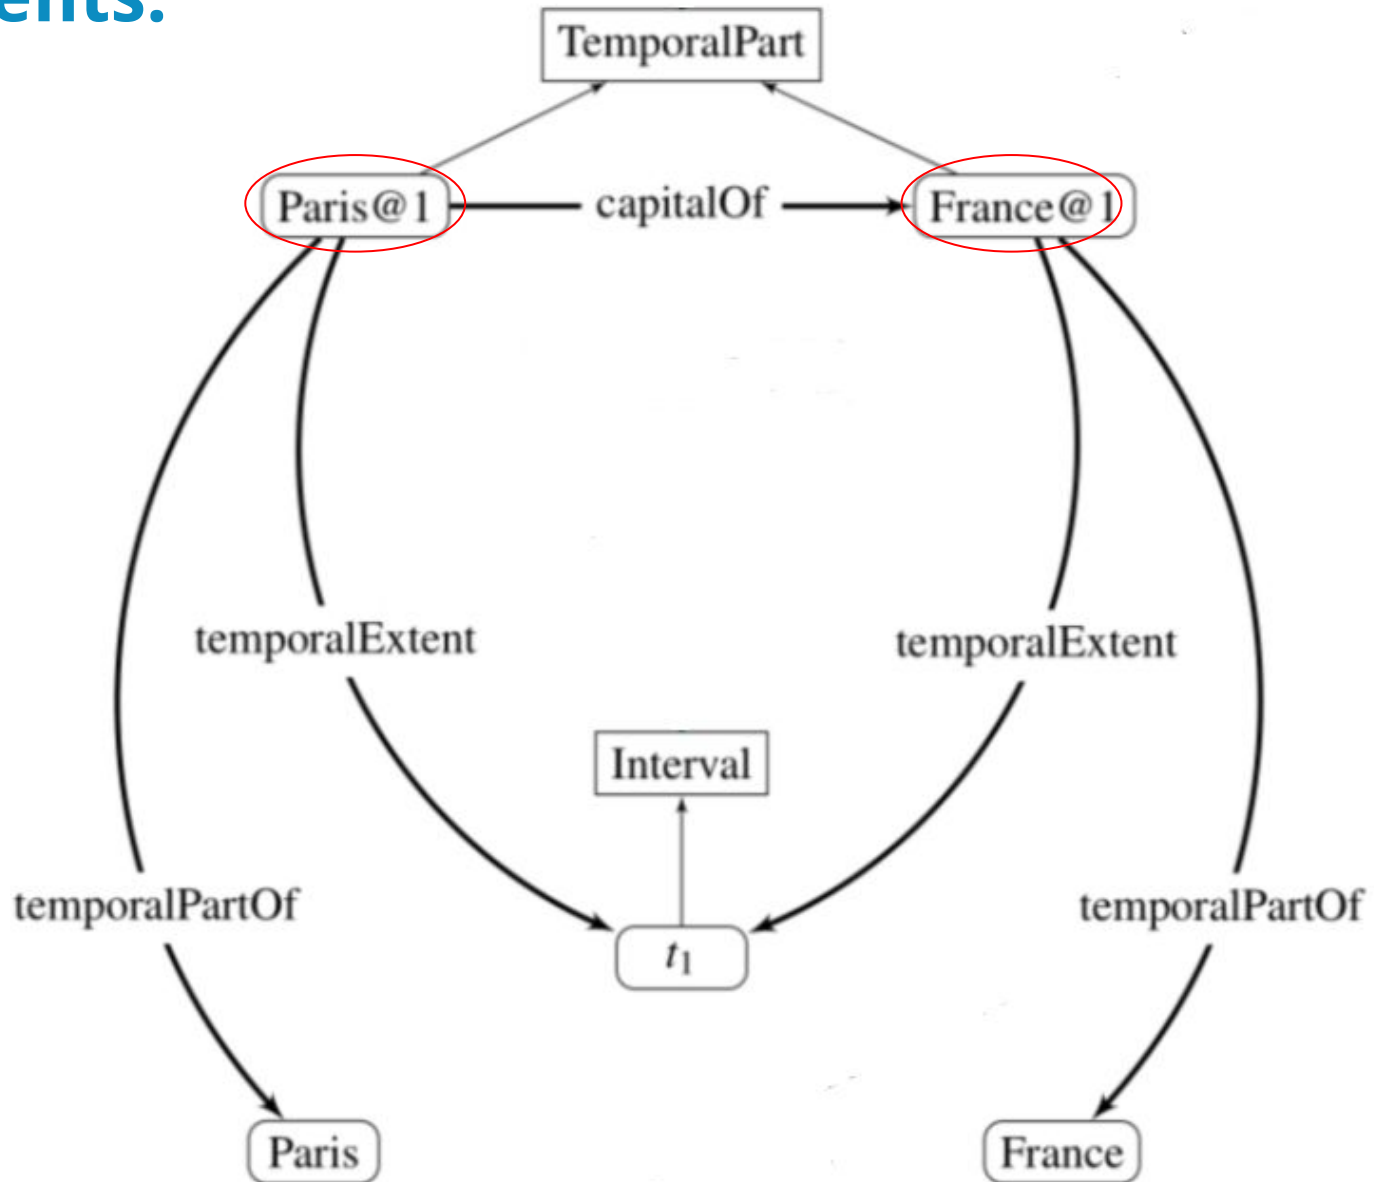 ents.
TemporalPart
Paris@1 capitalOf France@1
temporalExtent temporalExtent
Interval
temporalPartOf temporalPartOf
t1
Paris France